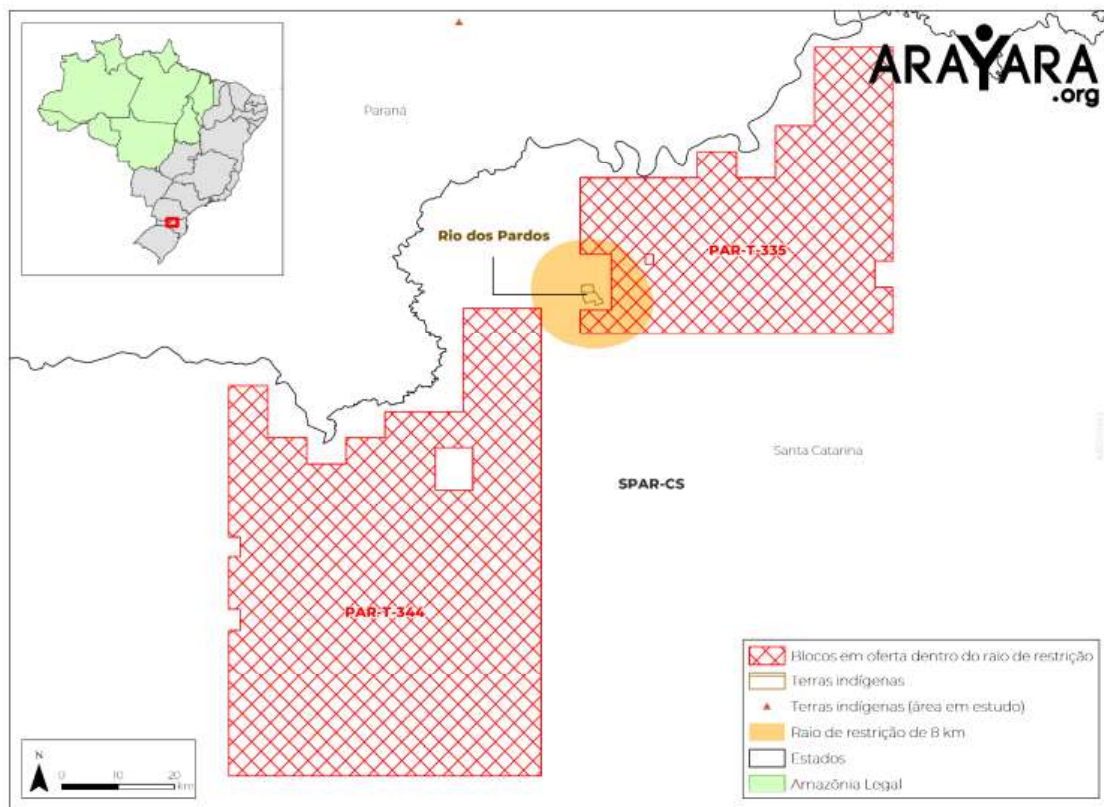 ARAYARA
.org
Paraná
Rio dos Pardos
PAR-T-335
Santa Catarina
SPAR-CS
PAR-T-344
Blocos em oferta dentro do raio de restrição
Terras indígenas
Terras indígenas (área em estudo)
Raio de restrição de 8 km
Estados
Amazônia Legal
N
0 10 20
km